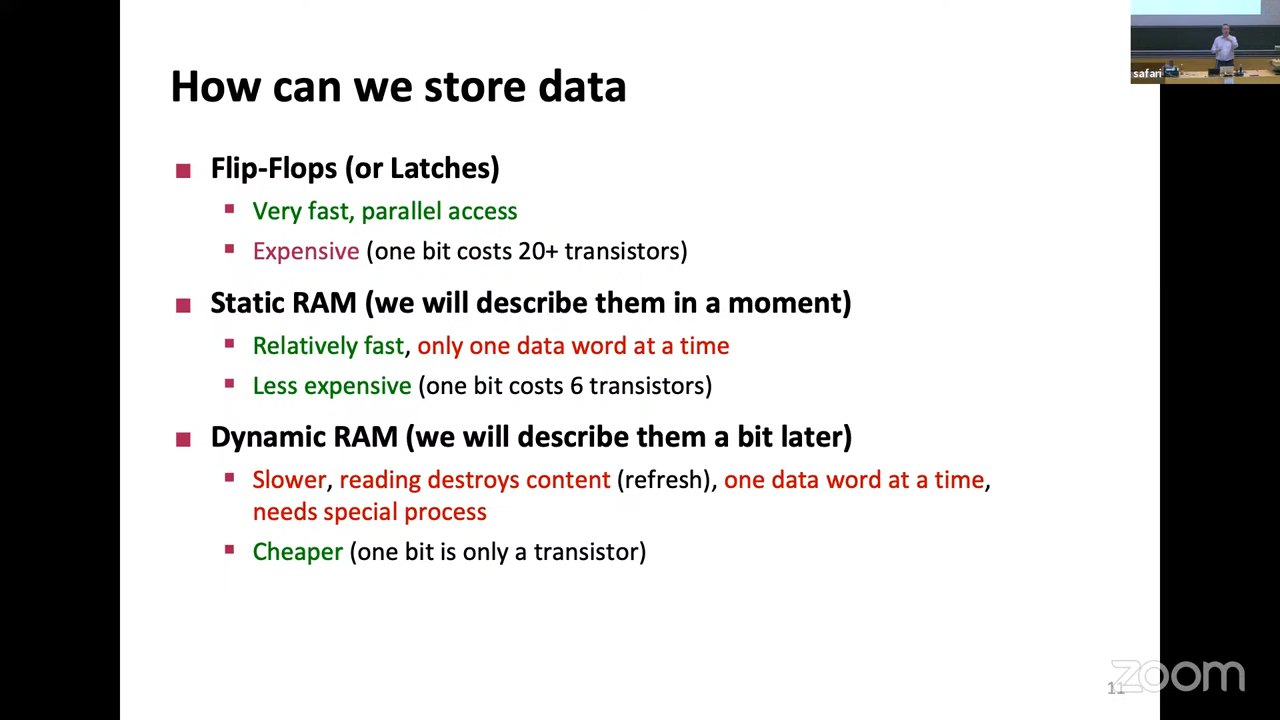 How can we store data
Flip-Flops (or Latches)
Very fast, parallel access
Expensive (one bit costs 20+ transistors)
Static RAM (we will describe them in a moment)
Relatively fast, only one data word at a time
Less expensive (one bit costs 6 transistors)
Dynamic RAM (we will describe them a bit later)
Slower, reading destroys content (refresh), one data word at a time,
needs special process
Cheaper (one bit is only a transistor)
safari
11
zoom